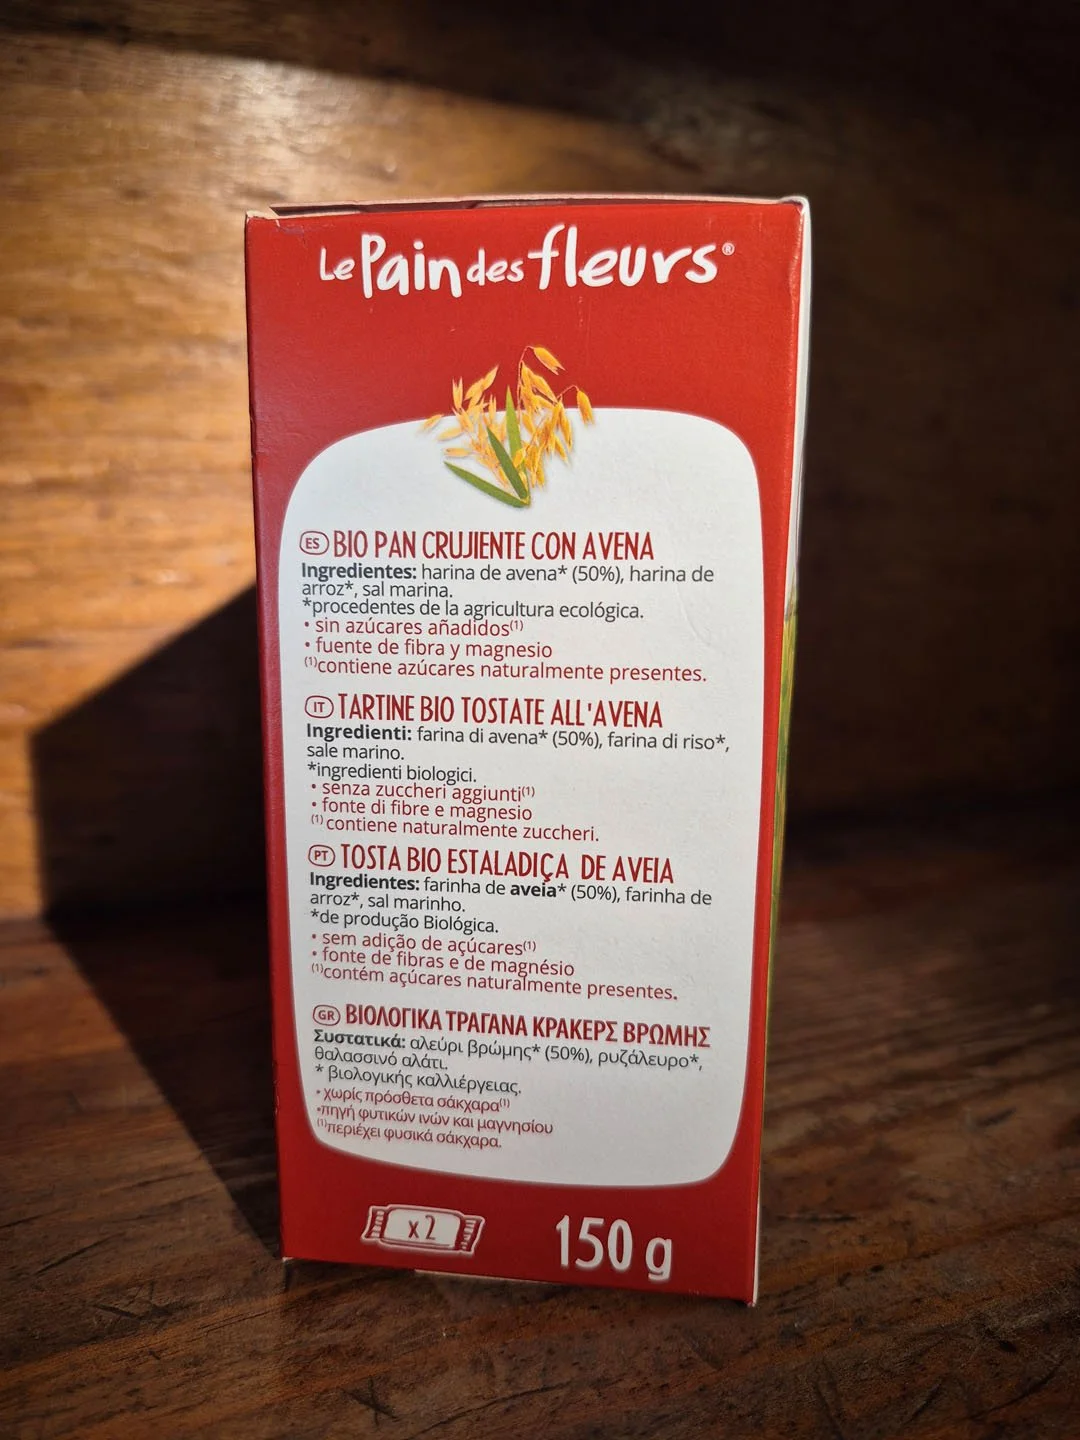 Le Pain des fleurs®
ES BIO PAN CRUJIENTE CON AVENA
Ingredientes: harina de avena* (50%), harina de
arroz*, sal marina.
*procedentes de la agricultura ecológica.
• sin azúcares añadidos⁽¹⁾
• fuente de fibra y magnesio
⁽¹⁾contiene azúcares naturalmente presentes.
IT TARTINE BIO TOSTATE ALL'AVENA
Ingredienti: farina di avena* (50%), farina di riso*,
sale marino.
*ingredienti biologici.
• senza zuccheri aggiunti⁽¹⁾
• fonte di fibre e magnesio
⁽¹⁾ contiene naturalmente zuccheri.
PT TOSTA BIO ESTALADIÇA DE AVEIA
Ingredientes: farinha de aveia* (50%), farinha de
arroz*, sal marinho.
*de produção Biológica.
• sem adição de açúcares⁽¹⁾
• fonte de fibras e de magnésio
⁽¹⁾contém açúcares naturalmente presentes.
GR ΒΙΟΛΟΓΙΚΑ ΤΡΑΓΑΝΑ ΚΡΑΚΕΡΣ ΒΡΩΜΗΣ
Συστατικά: αλεύρι βρώμης* (50%), ρυζάλευρο*,
θαλασσινό αλάτι.
* βιολογικής καλλιέργειας.
• χωρίς πρόσθετα σάκχαρα⁽¹⁾
•πηγή φυτικών ινών και μαγνησίου
⁽¹⁾περιέχει φυσικά σάκχαρα.
x2 150 g